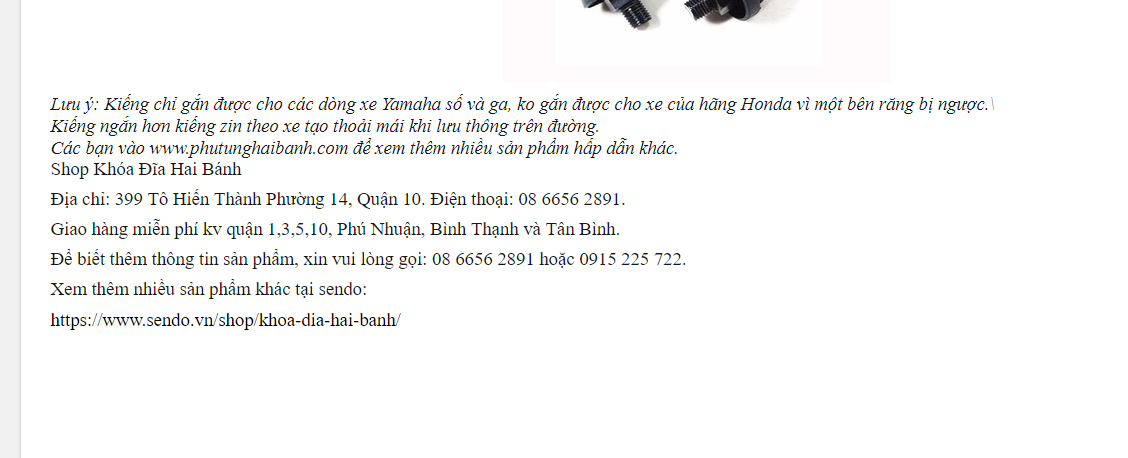 Lưu ý: Kiếng chỉ gắn được cho các dòng xe Yamaha số và ga, ko gắn được cho xe của hãng Honda vì một bên răng bị ngược.\
Kiếng ngắn hơn kiếng zin theo xe tạo thoải mái khi lưu thông trên đường.
Các bạn vào www.phutunghaibanh.com để xem thêm nhiều sản phẩm hấp dẫn khác.
Shop Khóa Đĩa Hai Bánh
Địa chỉ: 399 Tô Hiến Thành Phường 14, Quận 10. Điện thoại: 08 6656 2891.
Giao hàng miễn phí kv quận 1,3,5,10, Phú Nhuận, Bình Thạnh và Tân Bình.
Để biết thêm thông tin sản phẩm, xin vui lòng gọi: 08 6656 2891 hoặc 0915 225 722.
Xem thêm nhiều sản phẩm khác tại sendo:
https://www.sendo.vn/shop/khoa-dia-hai-banh/